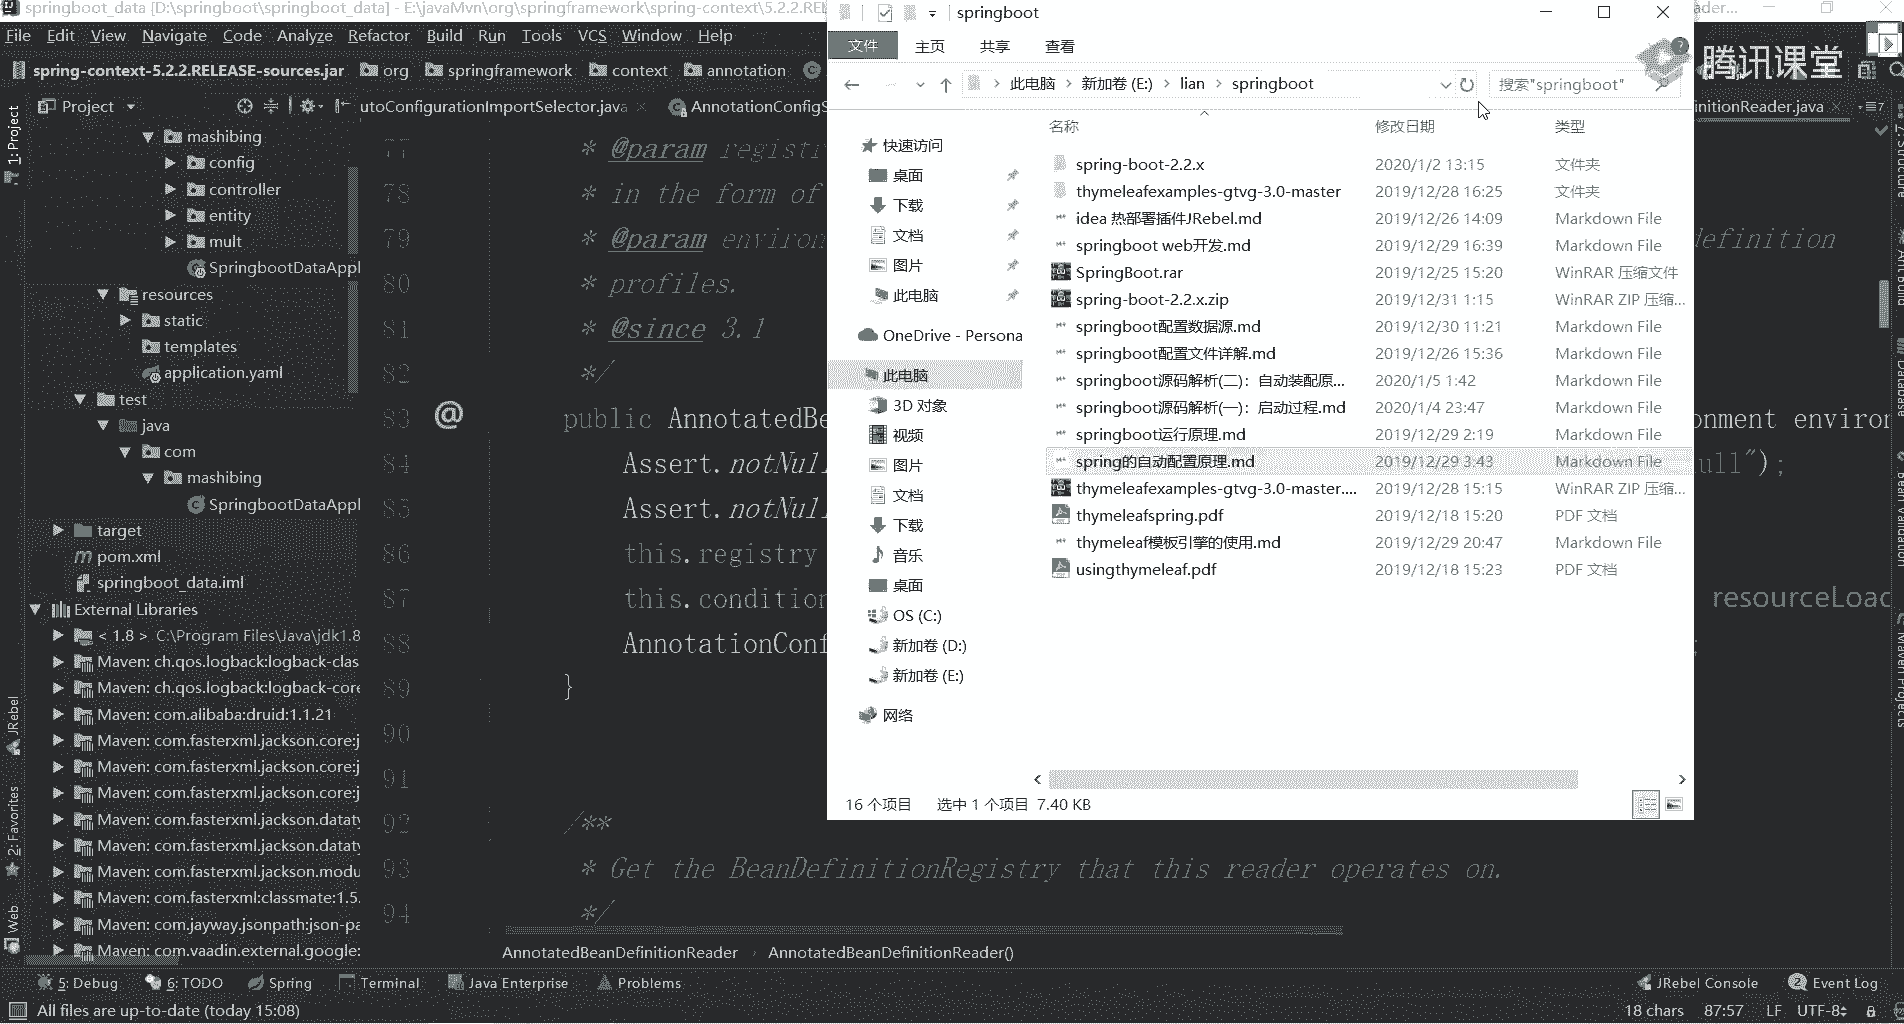 springboot_data [D:\springboot\springboot_data] - E:\javaMvn\org\springframework\spring-context\5.2.2.REL
File Edit View Navigate Code Analyze Refactor Build Run Tools VCS Window Help
spring-context-5.2.2.RELEASE-sources.jar org springframework context annotation
Project
utoConfigurationImportSelector.java AnnotationConfigS
initionReader.java
1: Project
mashibing
config
controller
entity
mult
SpringbootDataAppl
resources
static
templates
application.yaml
test
java
com
mashibing
SpringbootDataAppl
target
pom.xml
springboot_data.iml
External Libraries
< 1.8 > C:\Program Files\Java\jdk1.8
Maven: ch.qos.logback:logback-clas
Maven: ch.qos.logback:logback-core
Maven: com.alibaba:druid:1.1.21
Maven: com.fasterxml.jackson.core:j
Maven: com.fasterxml.jackson.core:j
Maven: com.fasterxml.jackson.core:j
Maven: com.fasterxml.jackson.dataty
Maven: com.fasterxml.jackson.dataty
Maven: com.fasterxml.jackson.modu
Maven: com.fasterxml:classmate:1.5.
Maven: com.jayway.jsonpath:json-pa
Maven: com.vaadin.external.google:
JRebel
2: Favorites
Web
77 * @param registr
78 * in the form of
79 * @param environ
efinition
80 * profiles.
81 * @since 3.1
82 */
83 public AnnotatedBe
onment environ
84 Assert.notNull
ull");
85 Assert.notNull
86 this.registry
87 this.condition
resourceLoad
88 AnnotationConf
89 }
90
91
92 /**
93 * Get the BeanDefinitionRegistry that this reader operates on.
94 */
AnnotatedBeanDefinitionReader › AnnotatedBeanDefinitionReader()
springboot
文件 主页 共享 查看
此电脑 › 新加卷 (E:) › lian › springboot
搜索"springboot"
腾讯课堂
快速访问
桌面
下载
文档
图片
此电脑
OneDrive - Persona
此电脑
3D 对象
视频
图片
文档
下载
音乐
桌面
OS (C:)
新加卷 (D:)
新加卷 (E:)
网络
名称 修改日期 类型
spring-boot-2.2.x 2020/1/2 13:15 文件夹
thymeleafexamples-gtvg-3.0-master 2019/12/28 16:25 文件夹
idea 热部署插件JRebel.md 2019/12/26 14:09 Markdown File
springboot web开发.md 2019/12/29 16:39 Markdown File
SpringBoot.rar 2019/12/25 15:20 WinRAR 压缩文件
spring-boot-2.2.x.zip 2019/12/31 1:15 WinRAR ZIP 压缩...
springboot配置数据源.md 2019/12/30 11:21 Markdown File
springboot配置文件详解.md 2019/12/26 15:36 Markdown File
springboot源码解析(二)：自动装配原... 2020/1/5 1:42 Markdown File
springboot源码解析(一)：启动过程.md 2020/1/4 23:47 Markdown File
springboot运行原理.md 2019/12/29 2:19 Markdown File
spring的自动配置原理.md 2019/12/29 3:43 Markdown File
thymeleafexamples-gtvg-3.0-master.... 2019/12/28 15:15 WinRAR ZIP 压缩...
thymeleafspring.pdf 2019/12/18 15:20 PDF 文档
thymeleaf模板引擎的使用.md 2019/12/29 20:47 Markdown File
usingthymeleaf.pdf 2019/12/18 15:23 PDF 文档
16 个项目 选中 1 个项目 7.40 KB
5: Debug 6: TODO Spring Terminal Java Enterprise Problems
JRebel Console 2 Event Log
All files are up-to-date (today 15:08)
18 chars 87:57 LF UTF-8